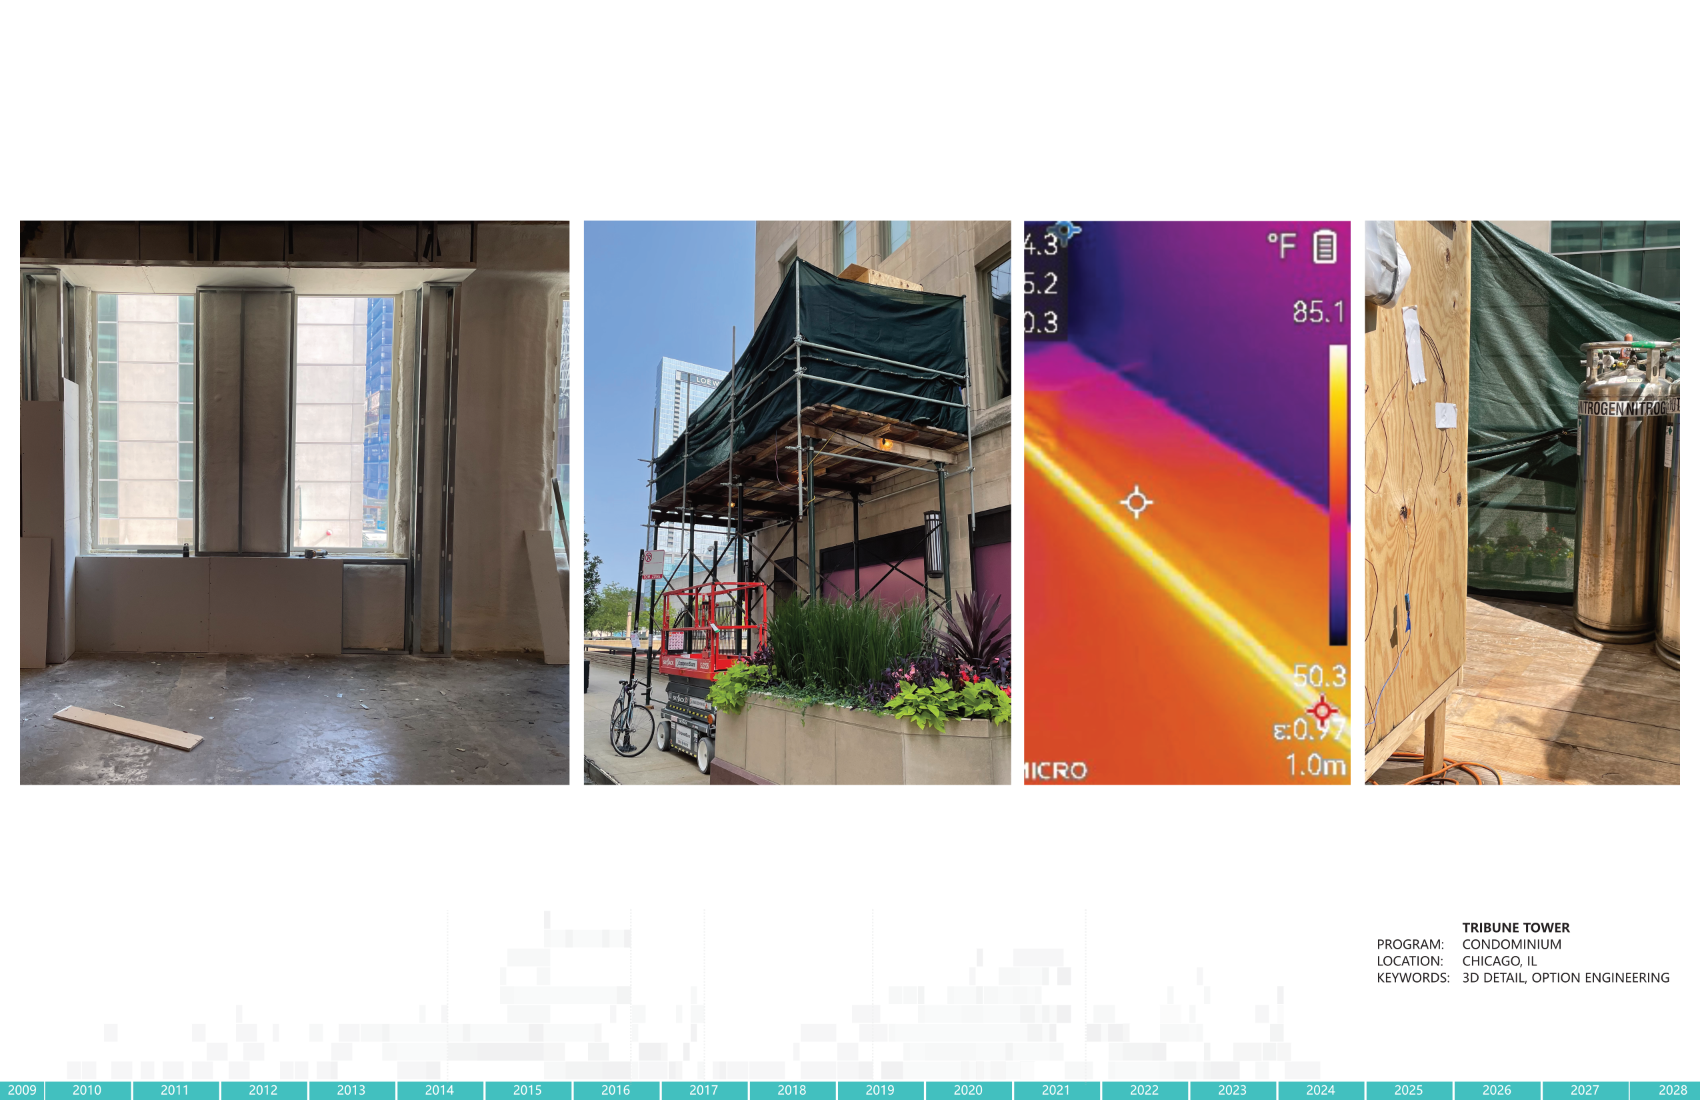 LOEW
NITROGEN NITROG
4.3
5.2
0.3
°F
85.1
50.3
ε:0.97
1.0m
MICRO
TRIBUNE TOWER
PROGRAM: CONDOMINIUM
LOCATION: CHICAGO, IL
KEYWORDS: 3D DETAIL, OPTION ENGINEERING
2009 2010 2011 2012 2013 2014 2015 2016 2017 2018 2019 2020 2021 2022 2023 2024 2025 2026 2027 2028